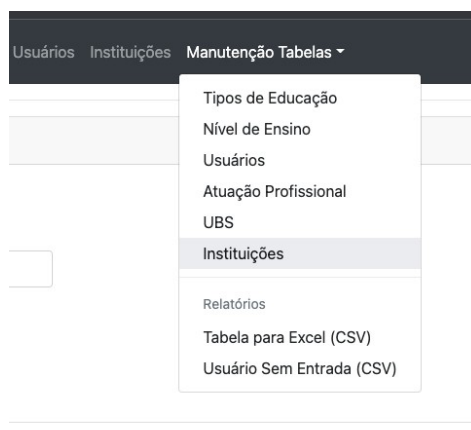 Usuários Instituições Manutenção Tabelas
Tipos de Educação
Nível de Ensino
Usuários
Atuação Profissional
UBS
Instituições
Relatórios
Tabela para Excel (CSV)
Usuário Sem Entrada (CSV)